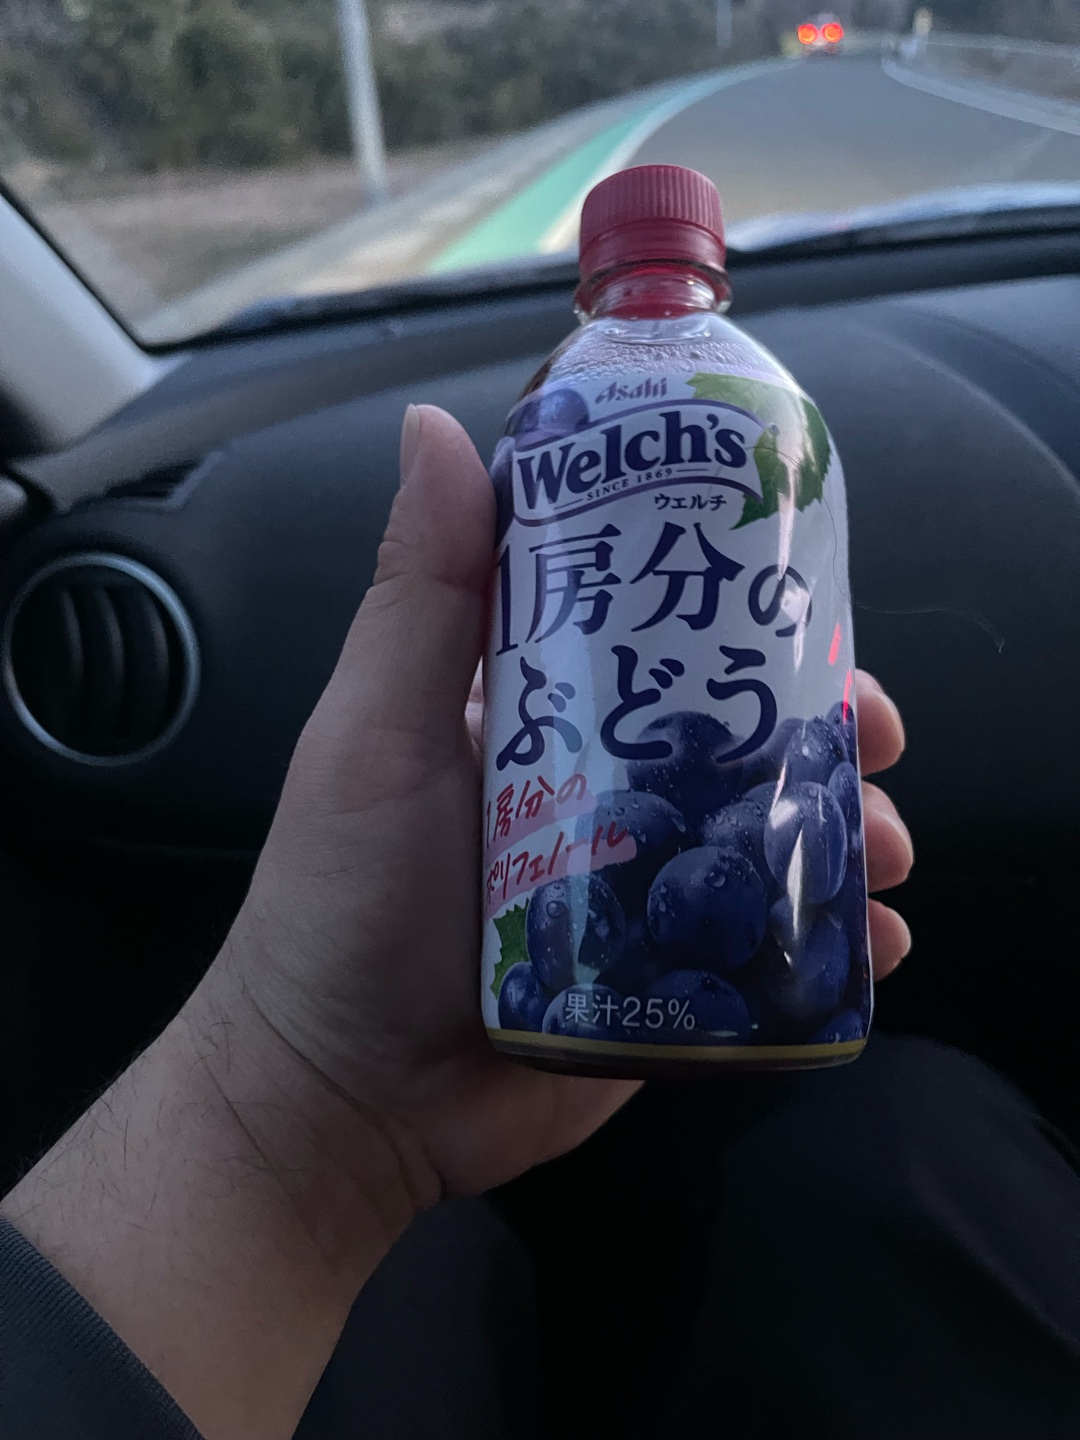 Asahi
Welch's
SINCE 1869
ウェルチ
1房分の
ぶどう
1房分の
ポリフェノール
果汁25%